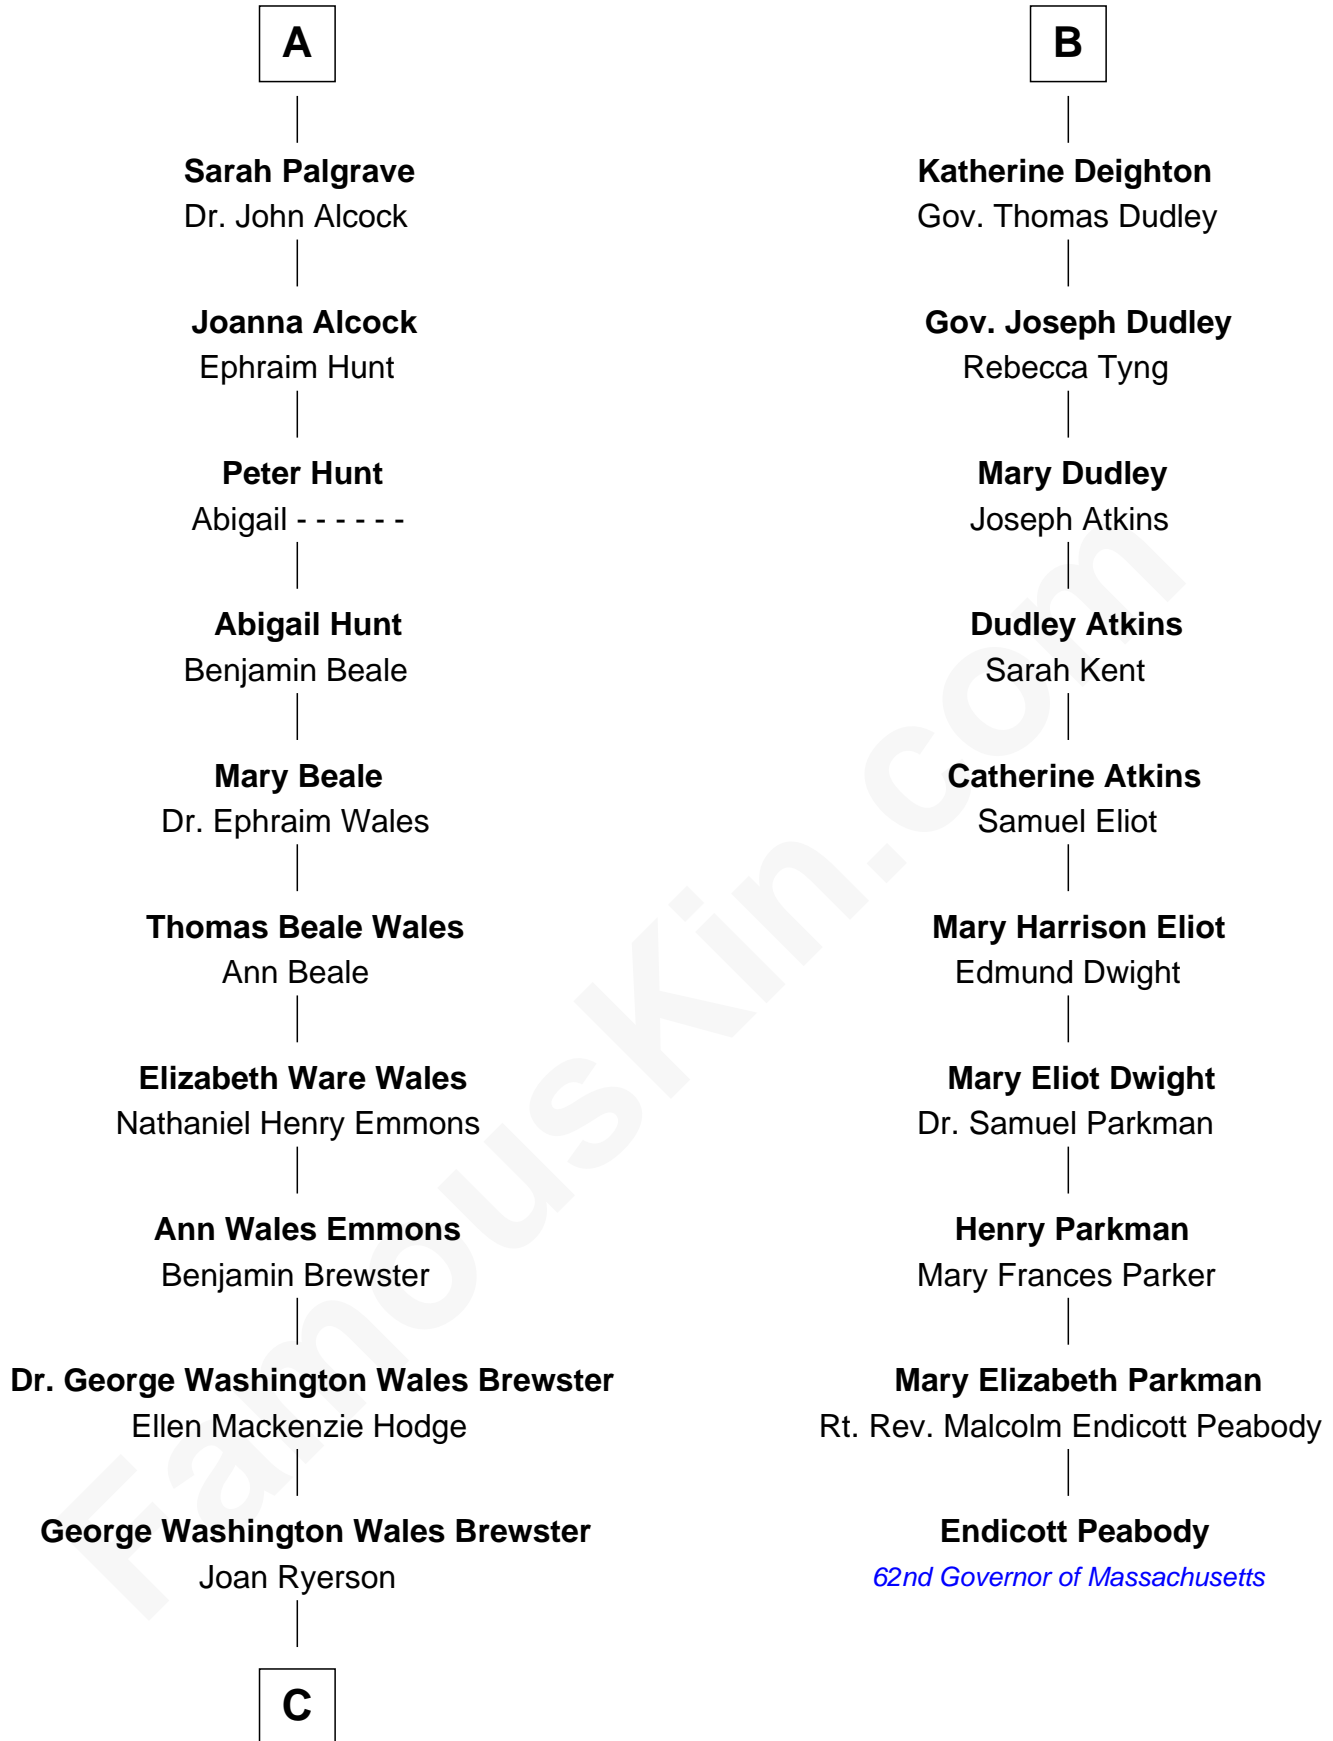 A
Sarah Palgrave
Dr. John Alcock
Joanna Alcock
Ephraim Hunt
Peter Hunt
Abigail - - - - - -
Abigail Hunt
Benjamin Beale
Mary Beale
Dr. Ephraim Wales
Thomas Beale Wales
Ann Beale
Elizabeth Ware Wales
Nathaniel Henry Emmons
Ann Wales Emmons
Benjamin Brewster
Dr. George Washington Wales Brewster
Ellen Mackenzie Hodge
George Washington Wales Brewster
Joan Ryerson
C
B
Katherine Deighton
Gov. Thomas Dudley
Gov. Joseph Dudley
Rebecca Tyng
Mary Dudley
Joseph Atkins
Dudley Atkins
Sarah Kent
Catherine Atkins
Samuel Eliot
Mary Harrison Eliot
Edmund Dwight
Mary Eliot Dwight
Dr. Samuel Parkman
Henry Parkman
Mary Frances Parker
Mary Elizabeth Parkman
Rt. Rev. Malcolm Endicott Peabody
Endicott Peabody
62nd Governor of Massachusetts
FamousKin.com